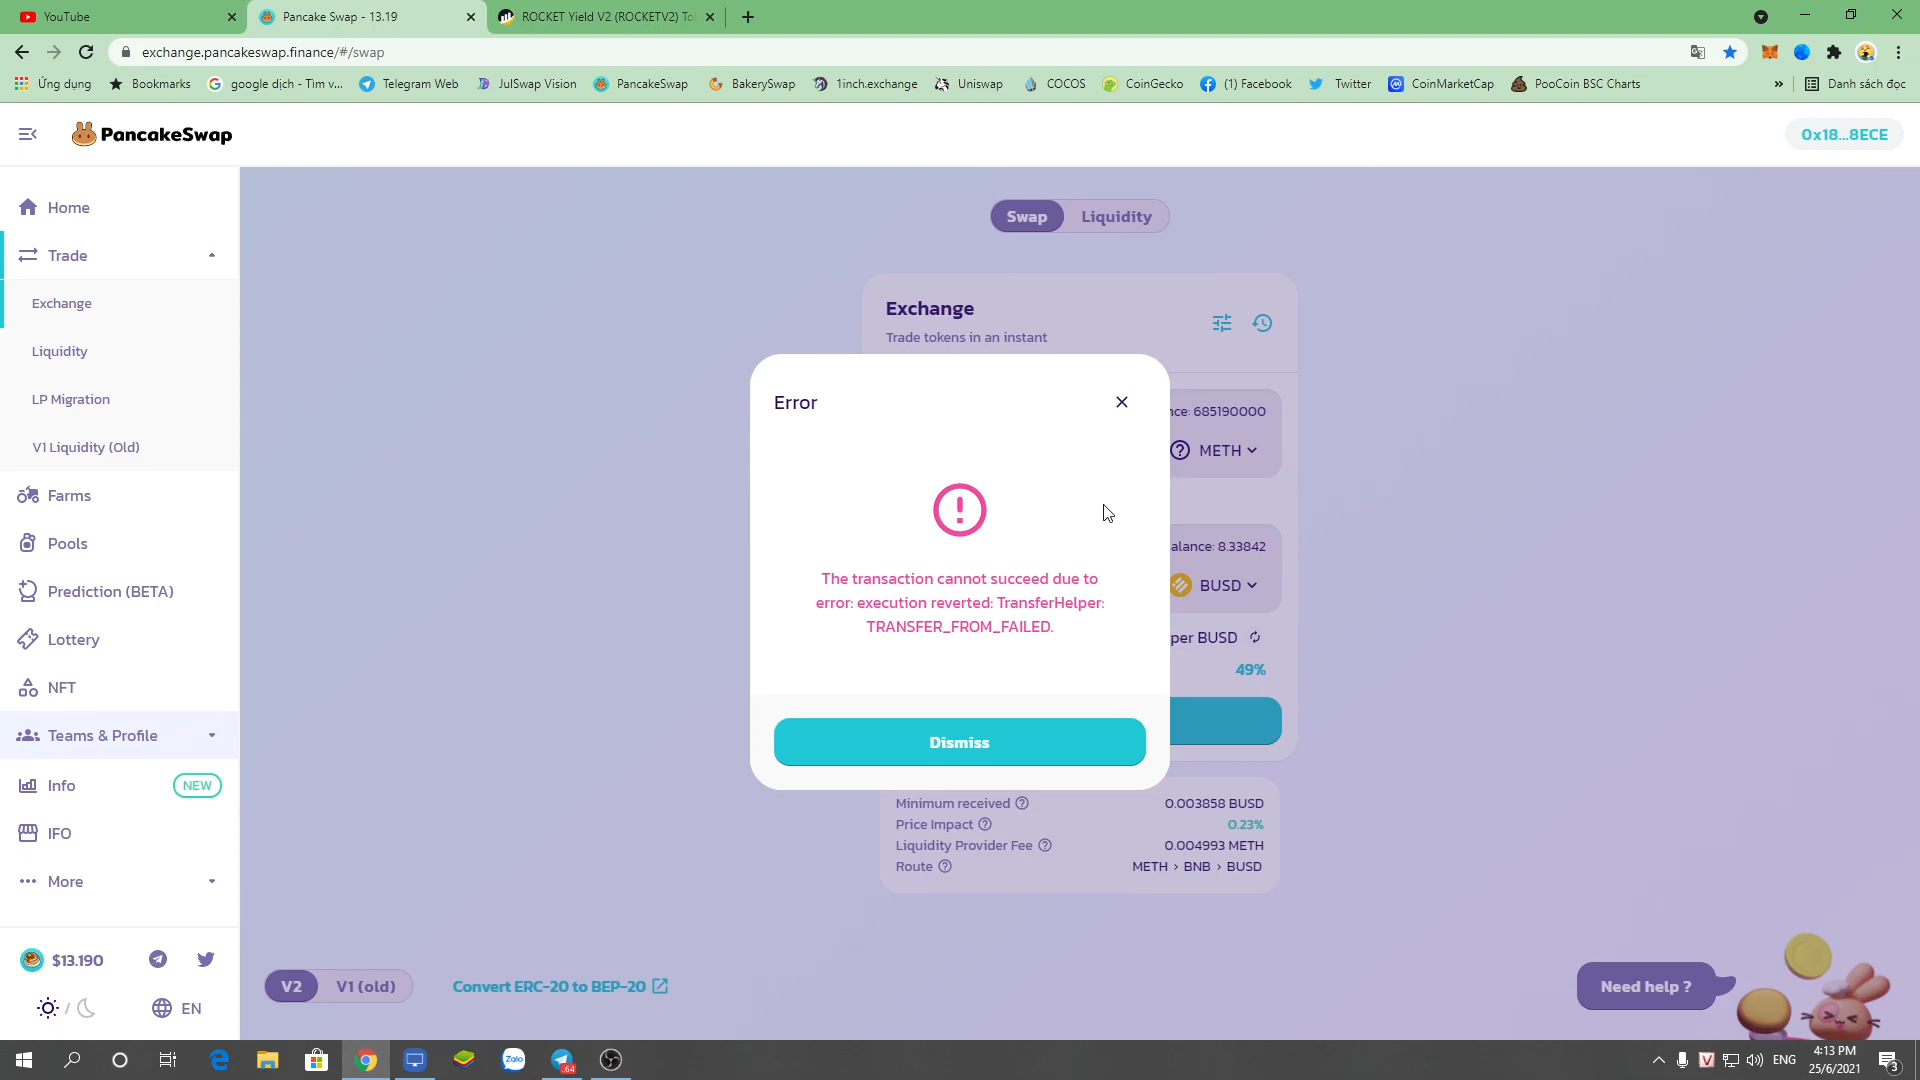 YouTube
Pancake Swap - 13.19
ROCKET Yield V2 (ROCKETV2) To
exchange.pancakeswap.finance/#/swap
Ứng dụng
Bookmarks
google dịch - Tìm v...
Telegram Web
JulSwap Vision
PancakeSwap
BakerySwap
1inch.exchange
Uniswap
COCOS
CoinGecko
(1) Facebook
Twitter
CoinMarketCap
PooCoin BSC Charts
»
Danh sách đọc
PancakeSwap
0x18...8ECE
Home
Trade
Exchange
Liquidity
LP Migration
V1 Liquidity (Old)
Farms
Pools
Prediction (BETA)
Lottery
NFT
Teams & Profile
Info
NEW
IFO
More
$13.190
/
EN
Swap
Liquidity
Exchange
Trade tokens in an instant
nce: 685190000
METH
alance: 8.33842
BUSD
per BUSD
49%
Error
The transaction cannot succeed due to
error: execution reverted: TransferHelper:
TRANSFER_FROM_FAILED.
Dismiss
Minimum received
0.003858 BUSD
Price Impact
0.23%
Liquidity Provider Fee
0.004993 METH
Route
METH › BNB › BUSD
V2
V1 (old)
Convert ERC-20 to BEP-20
Need help ?
Zalo
64
ENG
4:13 PM
25/6/2021
3